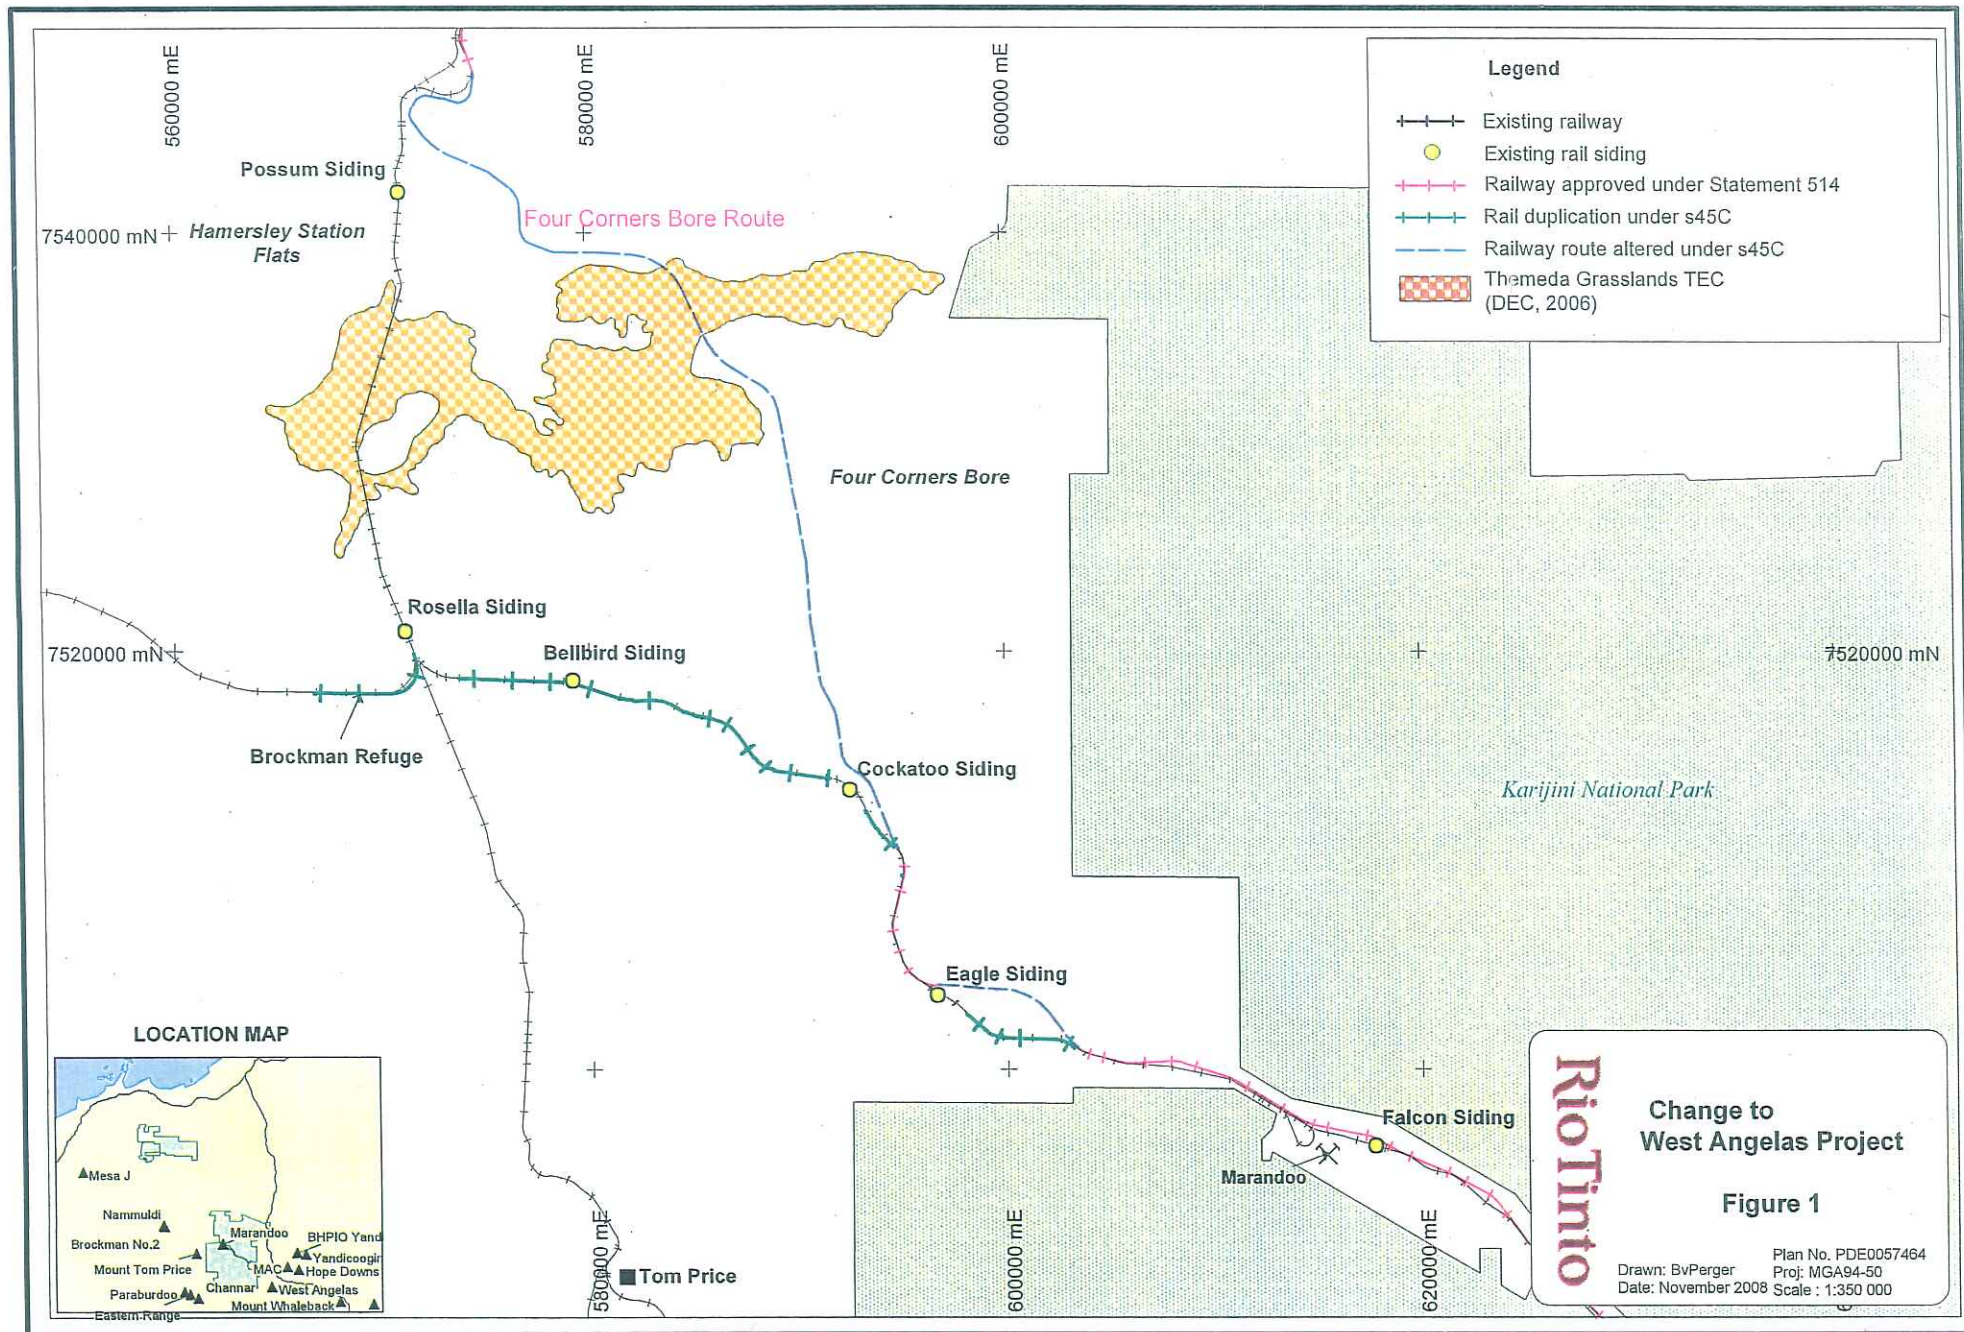 560000 mE
580000 mE
600000 mE
Legend
Existing railway
Existing rail siding
Railway approved under Statement 514
Rail duplication under s45C
Railway route altered under s45C
Themeda Grasslands TEC
(DEC, 2006)
Possum Siding
Four Corners Bore Route
7540000 mN
Hamersley Station
Flats
Four Corners Bore
Rosella Siding
7520000 mN
Bellbird Siding
7520000 mN
Brockman Refuge
Cockatoo Siding
Karijini National Park
Eagle Siding
LOCATION MAP
Mesa J
Nammuldi
Marandoo
BHPIO Yand
Brockman No.2
Yandicoogin
Mount Tom Price
MAC
Hope Downs
Paraburdoo
Channar
West Angelas
Mount Whaleback
Eastern Range
Falcon Siding
Marandoo
580000 mE
600000 mE
620000 mE
Tom Price
RioTinto
Change to
West Angelas Project
Figure 1
Plan No. PDE0057464
Drawn: BvPerger
Proj: MGA94-50
Date: November 2008
Scale : 1:350 000